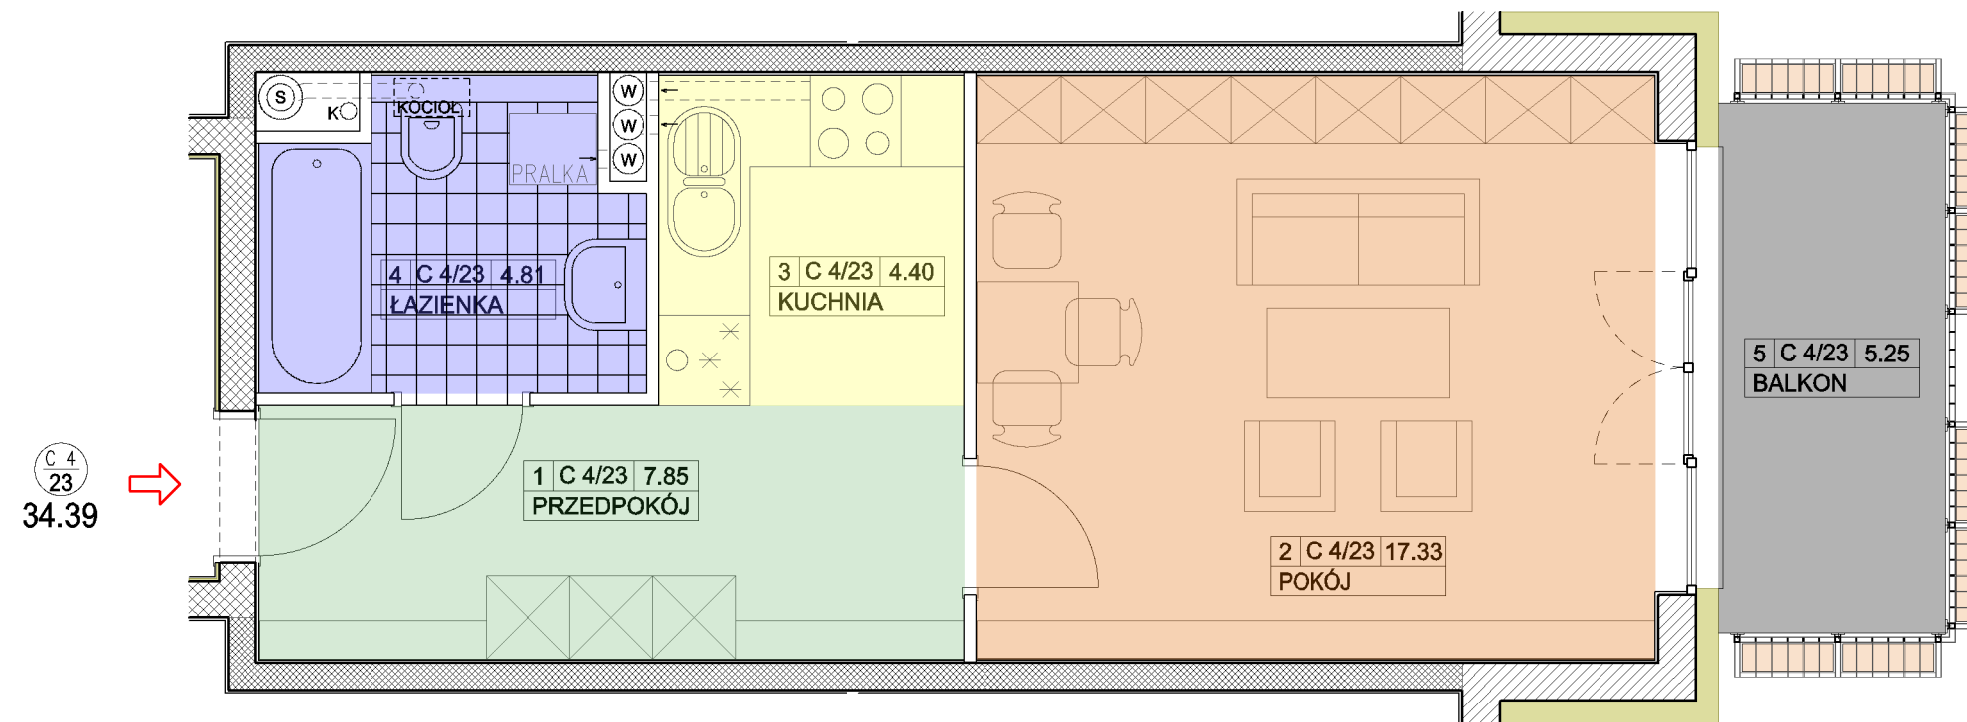 S
K
KOCIOŁ
W
W
W
PRALKA
4 C 4/23 4.81
ŁAZIENKA
3 C 4/23 4.40
KUCHNIA
5 C 4/23 5.25
BALKON
C 4
23
34.39
1 C 4/23 7.85
PRZEDPOKÓJ
2 C 4/23 17.33
POKÓJ